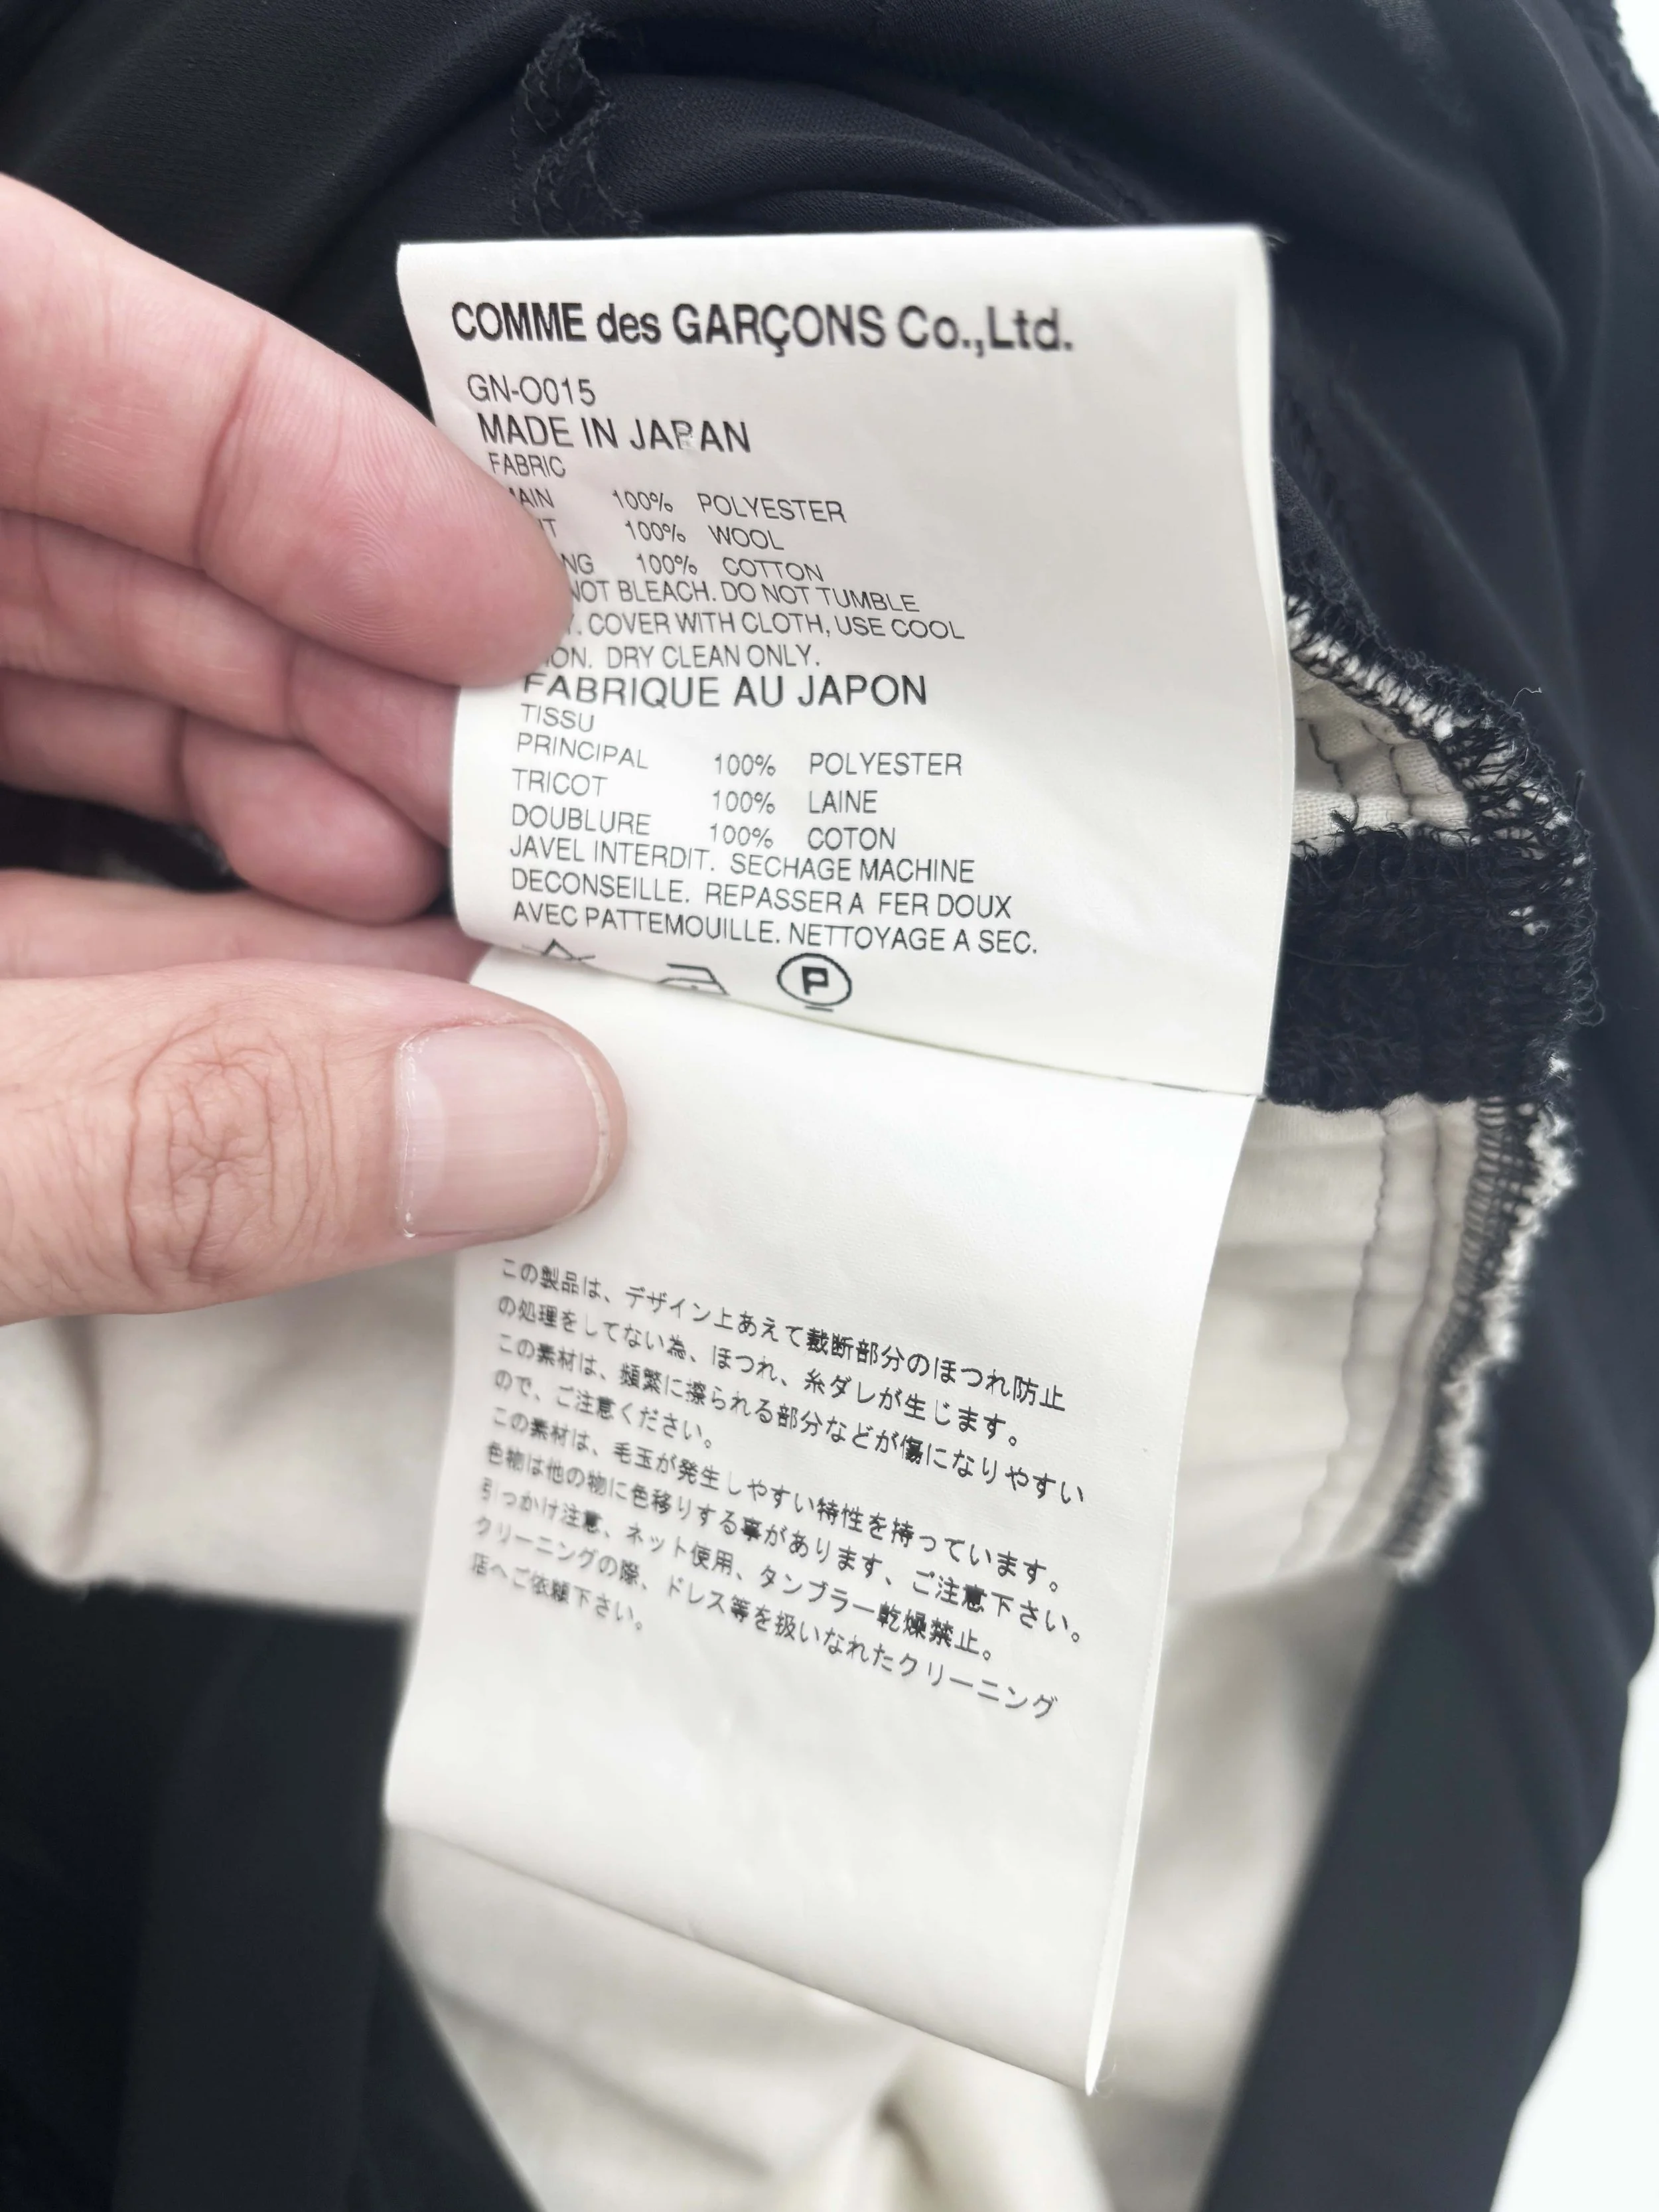 COMME des GARÇONS Co.,Ltd.
GN-O015
MADE IN JAPAN
FABRIC
100% POLYESTER
100% WOOL
100% COTTON
NOT BLEACH. DO NOT TUMBLE
COVER WITH CLOTH, USE COOL
DRY CLEAN ONLY.
FABRIQUE AU JAPON
TISSU
PRINCIPAL 100% POLYESTER
TRICOT 100% LAINE
DOUBLURE 100% COTON
JAVEL INTERDIT. SECHAGE MACHINE
DECONSEILLE. REPASSER A FER DOUX
AVEC PATTEMOUILLE. NETTOYAGE A SEC.
P
この製品は、デザイン上あえて裁断部分のほつれ防止
の処理をしてない為、ほつれ、糸ダレが生じます。
この素材は、頻繁に擦られる部分などが傷になりやすい
ので、ご注意ください。
この素材は、毛玉が発生しやすい特性を持っています。
色物は他の物に色移りする事があります、ご注意下さい。
引っかけ注意、ネット使用、タンブラー乾燥禁止。
クリーニングの際、ドレス等を扱いなれたクリーニング
店へご依頼下さい。